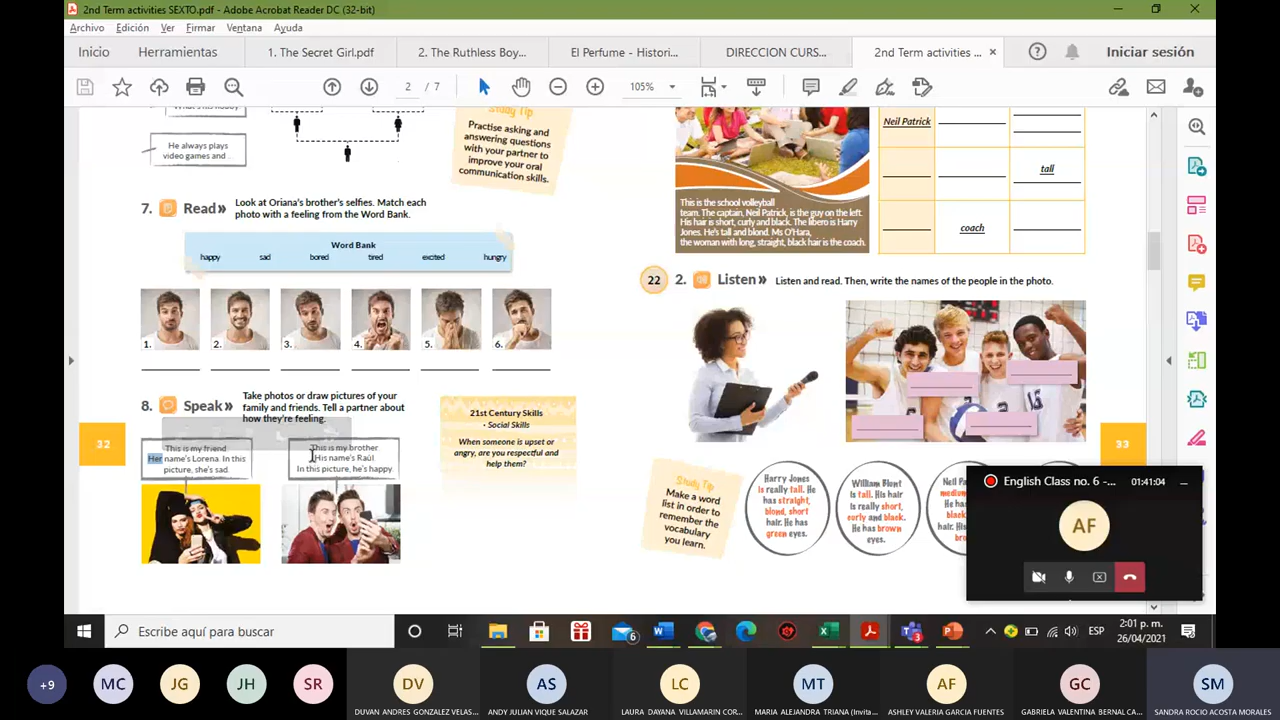 2nd Term activities SEXTO.pdf - Adobe Acrobat Reader DC (32-bit)
Archivo Edición Ver Firmar Ventana Ayuda
Inicio Herramientas 1. The Secret Girl.pdf 2. The Ruthless Boy... El Perfume - Histori... DIRECCION CURS... 2nd Term activities ... × Iniciar sesión
2 / 7 105%
What's his hobby
He always plays
video games and ...
Study Tip
Practise asking and
answering questions
with your partner to
improve your oral
communication skills.
7. Read» Look at Oriana's brother's selfies. Match each
photo with a feeling from the Word Bank.
Word Bank
happy sad bored tired excited hungry
1. 2. 3. 4. 5. 6.
8. Speak» Take photos or draw pictures of your
family and friends. Tell a partner about
how they're feeling.
This is my friend.
Her name's Lorena. In this
picture, she's sad.
This is my brother.
His name's Raúl.
In this picture, he's happy.
21st Century Skills
• Social Skills
When someone is upset or
angry, are you respectful and
help them?
32
This is the school volleyball
team. The captain, Neil Patrick, is the guy on the left.
His hair is short, curly and black. The libero is Harry
Jones. He's tall and blond. Ms O'Hara,
the woman with long, straight, black hair is the coach.
Neil Patrick
tall
coach
22 2. Listen» Listen and read. Then, write the names of the people in the photo.
33
Study Tip
Make a word
list in order to
remember the
vocabulary
you learn.
Harry Jones
is really tall. He
has straight,
blond, short
hair. He has
green eyes.
William Blont
is tall. His hair
is really short,
curly and black.
He has brown
eyes.
English Class no. 6 -... 01:41:04
AF
Escribe aquí para buscar
6
3
ESP
2:01 p. m.
26/04/2021
+9 MC JG JH SR DV AS LC MT AF GC SM
DUVAN ANDRES GONZALEZ VELAS... ANDY JULIAN VIQUE SALAZAR LAURA DAYANA VILLAMARIN COR... MARIA ALEJANDRA TRIANA (Invita... ASHLEY VALERIA GARCIA FUENTES GABRIELA VALENTINA BERNAL CA... SANDRA ROCIO ACOSTA MORALES